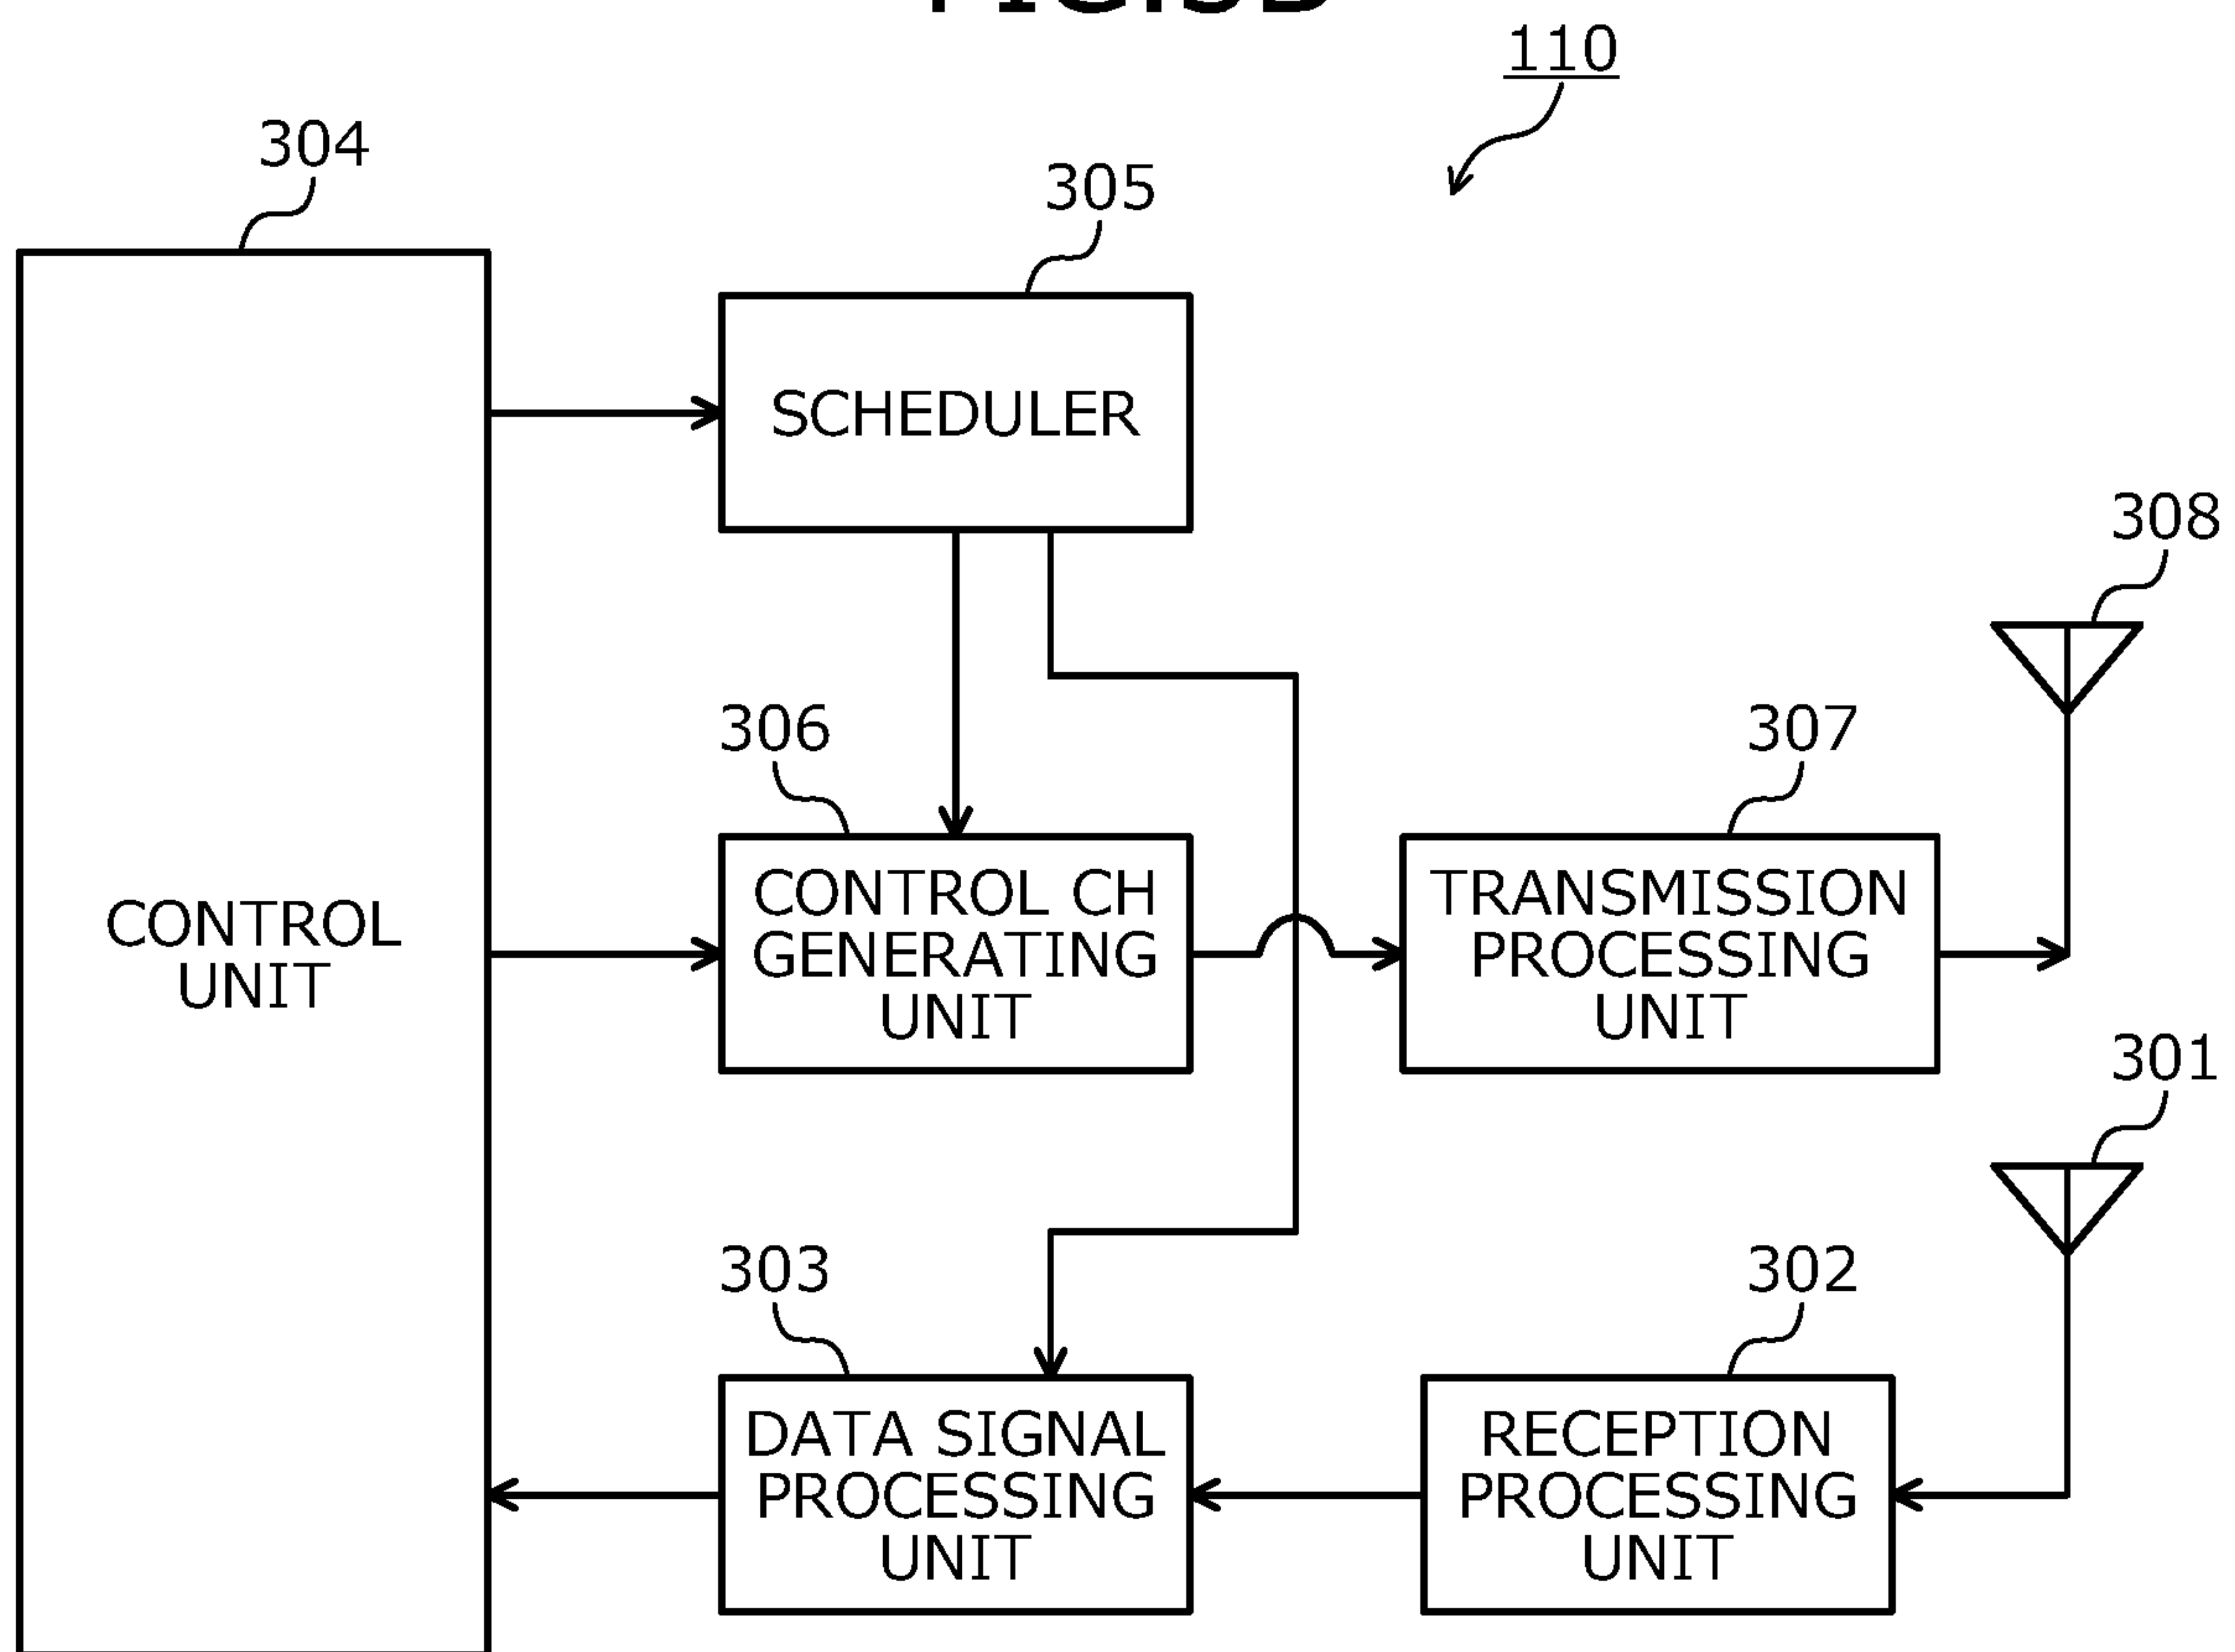 110
304
305
SCHEDULER
308
306
307
CONTROL CH
GENERATING
UNIT
TRANSMISSION
PROCESSING
UNIT
CONTROL
UNIT
301
303
302
DATA SIGNAL
PROCESSING
UNIT
RECEPTION
PROCESSING
UNIT